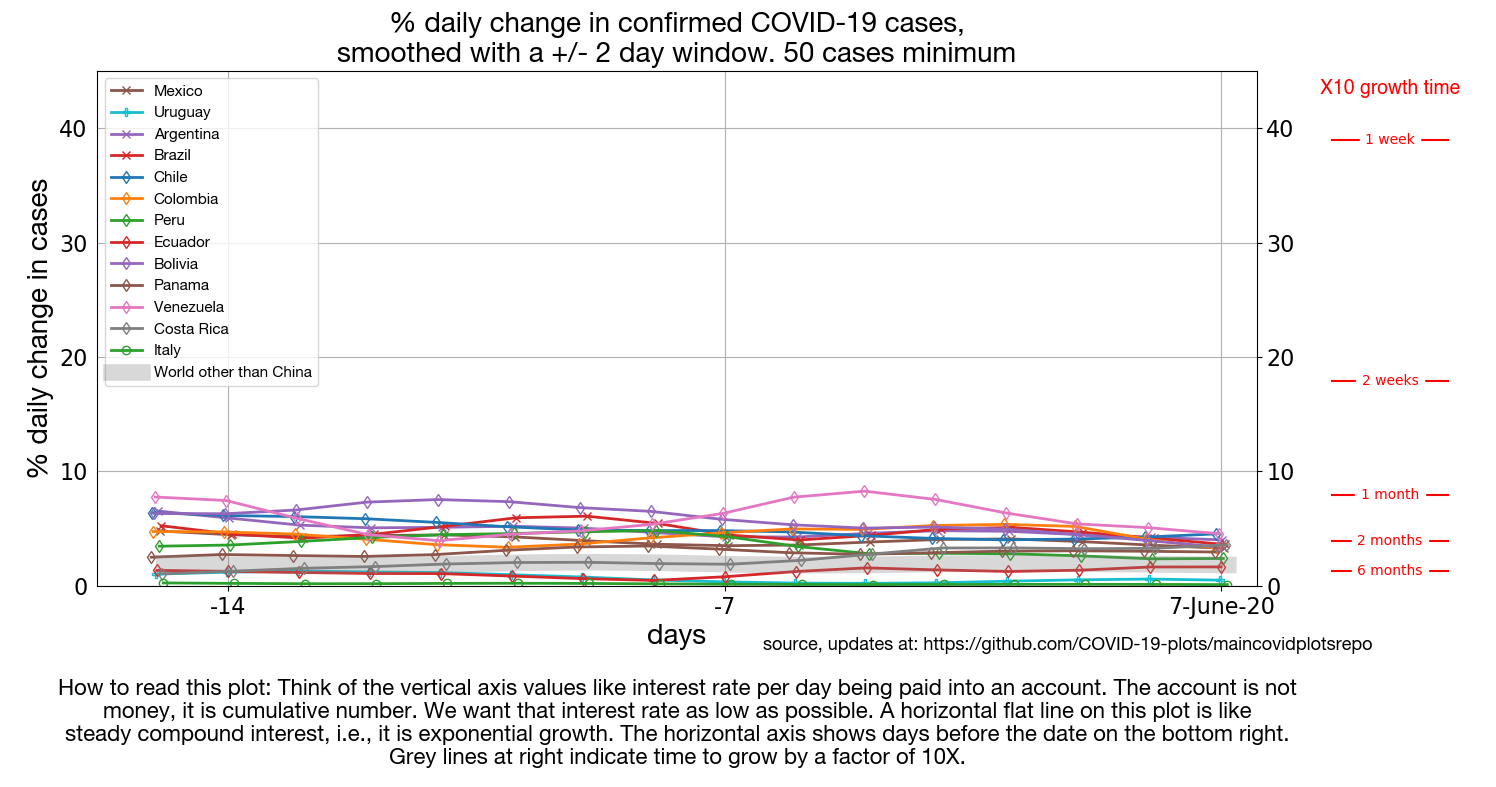 % daily change in confirmed COVID-19 cases,
smoothed with a +/- 2 day window. 50 cases minimum
% daily change in cases
40
30
20
10
0
Mexico
Uruguay
Argentina
Brazil
Chile
Colombia
Peru
Ecuador
Bolivia
Panama
Venezuela
Costa Rica
Italy
World other than China
40
30
20
10
0
X10 growth time
1 week
2 weeks
1 month
2 months
6 months
-14
-7
7-June-20
days
source, updates at: https://github.com/COVID-19-plots/maincovidplotsrepo
How to read this plot: Think of the vertical axis values like interest rate per day being paid into an account. The account is not
money, it is cumulative number. We want that interest rate as low as possible. A horizontal flat line on this plot is like
steady compound interest, i.e., it is exponential growth. The horizontal axis shows days before the date on the bottom right.
Grey lines at right indicate time to grow by a factor of 10X.